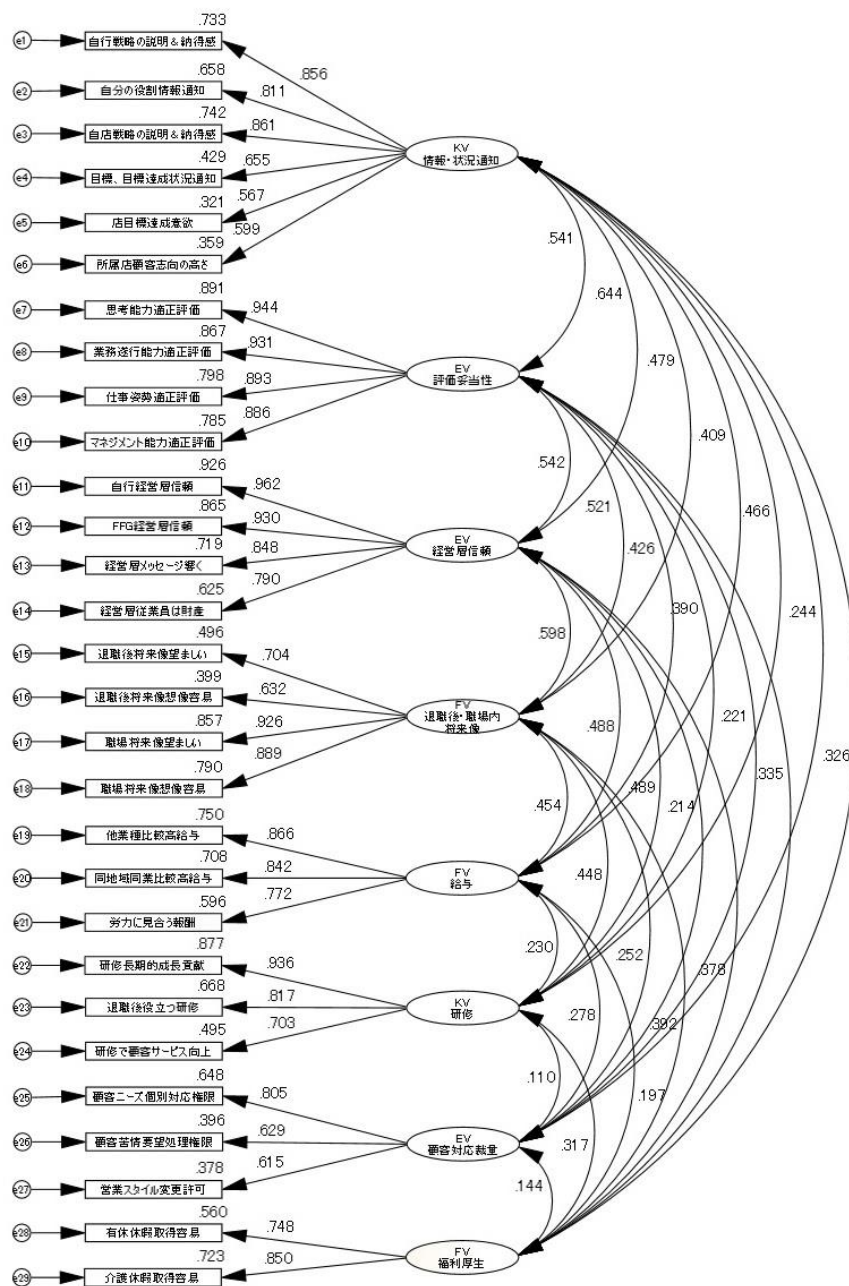 .733
e1 自行戦略の説明&納得感 .856
.658
e2 自分の役割情報通知 .811
.742
e3 自店戦略の説明&納得感 .861
.429
e4 目標、目標達成状況通知 .655
.321
e5 店目標達成意欲 .567
.359
e6 所属店顧客志向の高さ .599
KV
情報・状況通知
.891
e7 思考能力適正評価 .944
.867
e8 業務遂行能力適正評価 .931
.798
e9 仕事姿勢適正評価 .893
.785
e10 マネジメント能力適正評価 .886
EV
評価妥当性
.926
e11 自行経営層信頼 .962
.865
e12 FFG経営層信頼 .930
.719
e13 経営層メッセージ響く .848
.625
e14 経営層従業員は財産 .790
EV
経営層信頼
.496
e15 退職後将来像望ましい .704
.399
e16 退職後将来像想像容易 .632
.857
e17 職場将来像望ましい .926
.790
e18 職場将来像想像容易 .889
FV
退職後・職場内
将来像
.750
e19 他業種比較高給与 .866
.708
e20 同地域同業比較高給与 .842
.596
e21 労力に見合う報酬 .772
FV
給与
.877
e22 研修長期的成長貢献 .936
.668
e23 退職後役立つ研修 .817
.495
e24 研修で顧客サービス向上 .703
KV
研修
.648
e25 顧客ニーズ個別対応権限 .805
.396
e26 顧客苦情要望処理権限 .629
.378
e27 営業スタイル変更許可 .615
EV
顧客対応裁量
.560
e28 有休休暇取得容易 .748
.723
e29 介護休暇取得容易 .850
FV
福利厚生
.541
.644
.479
.409
.466
.244
.326
.542
.521
.426
.390
.221
.335
.598
.488
.489
.214
.378
.454
.448
.252
.392
.230
.278
.197
.110
.317
.144